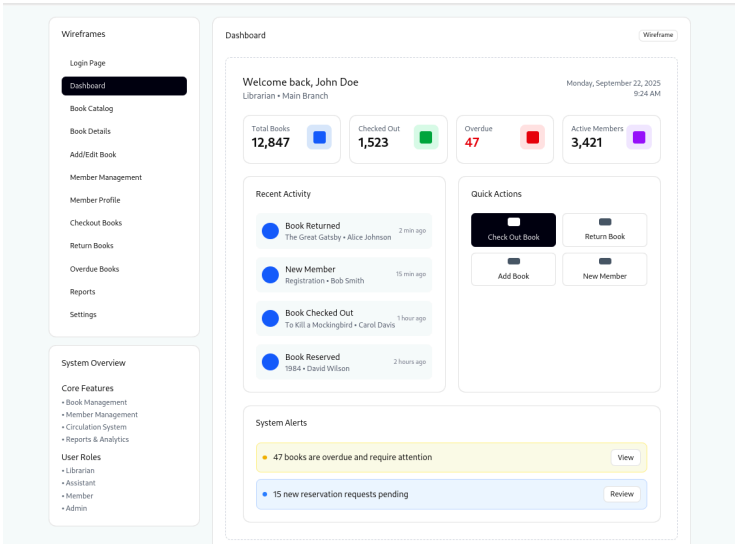 Wireframes
Login Page
Dashboard
Book Catalog
Book Details
Add/Edit Book
Member Management
Member Profile
Checkout Books
Return Books
Overdue Books
Reports
Settings
System Overview
Core Features
• Book Management
• Member Management
• Circulation System
• Reports & Analytics
User Roles
• Librarian
• Assistant
• Member
• Admin
Dashboard
Wireframe
Welcome back, John Doe
Librarian • Main Branch
Monday, September 22, 2025
9:24 AM
Total Books
12,847
Checked Out
1,523
Overdue
47
Active Members
3,421
Recent Activity
Book Returned
The Great Gatsby • Alice Johnson
2 min ago
New Member
Registration • Bob Smith
15 min ago
Book Checked Out
To Kill a Mockingbird • Carol Davis
1 hour ago
Book Reserved
1984 • David Wilson
2 hours ago
Quick Actions
Check Out Book
Return Book
Add Book
New Member
System Alerts
47 books are overdue and require attention
View
15 new reservation requests pending
Review